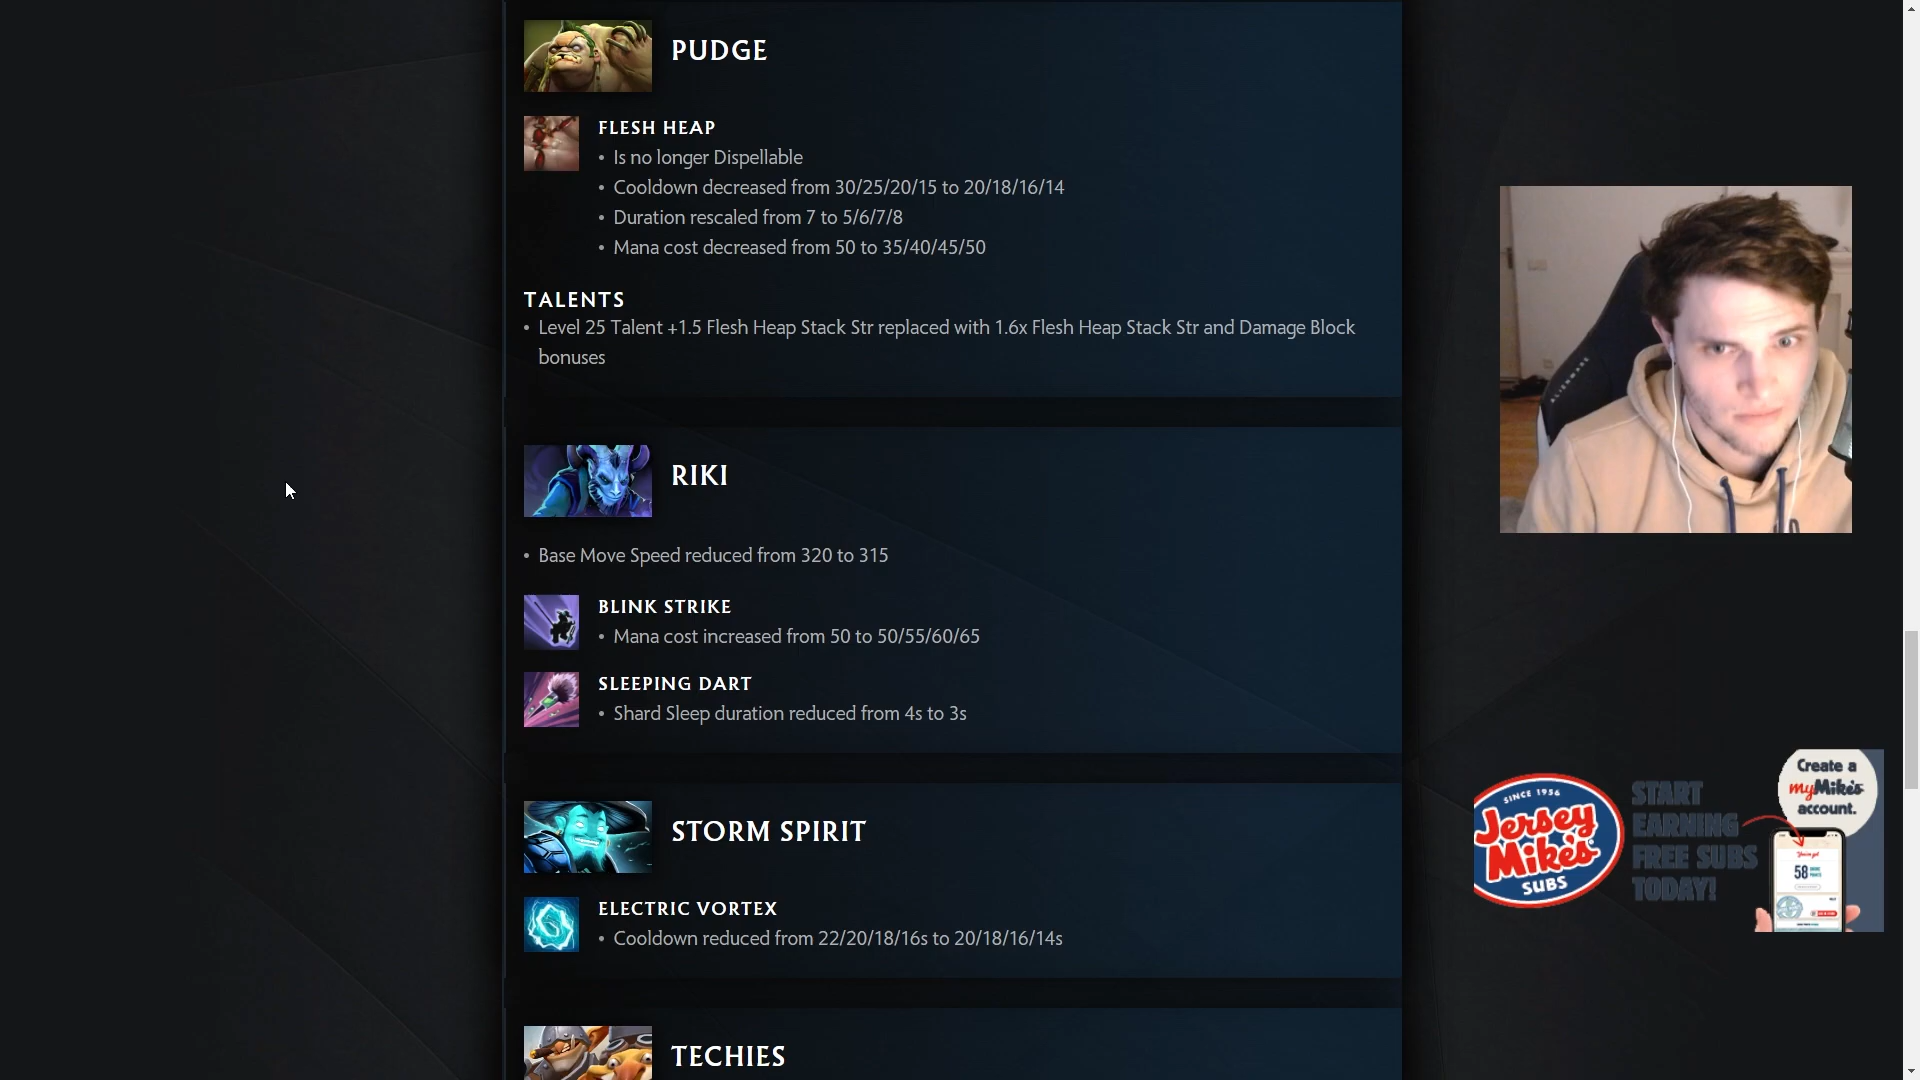 PUDGE
FLESH HEAP
• Is no longer Dispellable
• Cooldown decreased from 30/25/20/15 to 20/18/16/14
• Duration rescaled from 7 to 5/6/7/8
• Mana cost decreased from 50 to 35/40/45/50
TALENTS
• Level 25 Talent +1.5 Flesh Heap Stack Str replaced with 1.6x Flesh Heap Stack Str and Damage Block
bonuses
RIKI
• Base Move Speed reduced from 320 to 315
BLINK STRIKE
• Mana cost increased from 50 to 50/55/60/65
SLEEPING DART
• Shard Sleep duration reduced from 4s to 3s
STORM SPIRIT
ELECTRIC VORTEX
• Cooldown reduced from 22/20/18/16s to 20/18/16/14s
TECHIES
ALIENWARE
SINCE 1956
Jersey
Mike's
SUBS
START
EARNING
FREE SUBS
TODAY!
Create a
myMike's
account.
58